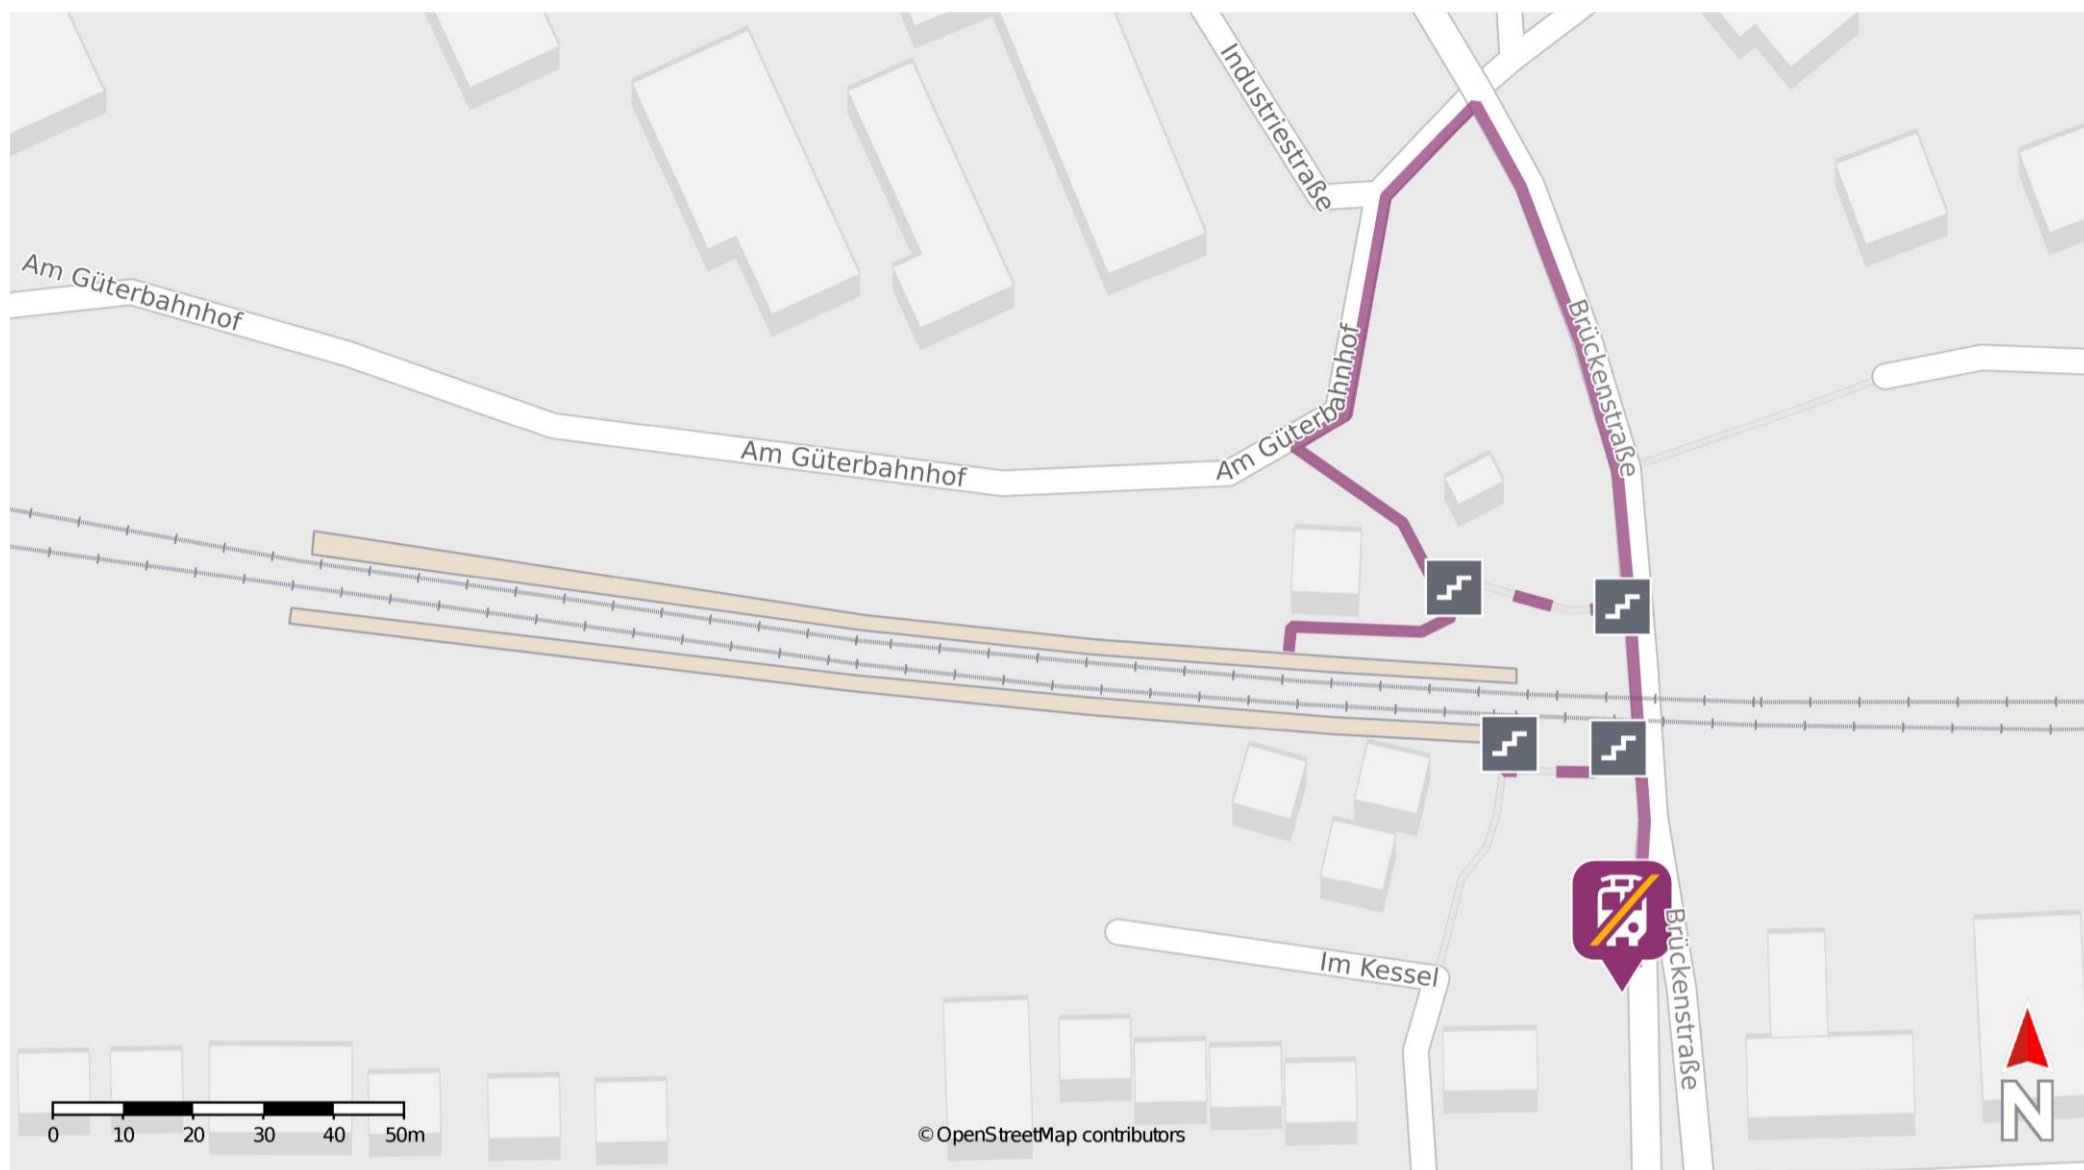 Industriestraße
Am Güterbahnhof
Brückenstraße
Am Güterbahnhof
Am Güterbahnhof
Im Kessel
Brückenstraße
0 10 20 30 40 50m
© OpenStreetMap contributors
N